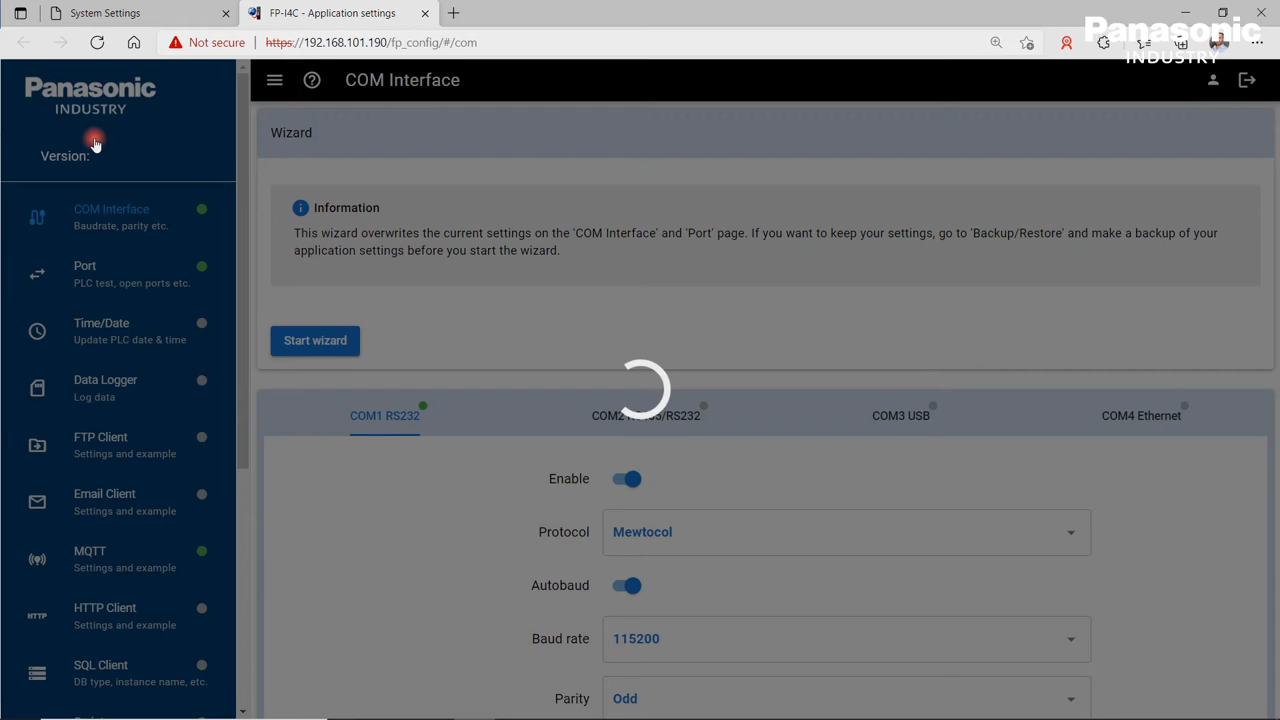 System Settings
FP-I4C - Application settings
Not secure
https://192.168.101.190/fp_config/#/com
Panasonic
INDUSTRY
Panasonic
INDUSTRY
Version:
COM Interface
Baudrate, parity etc.
Port
PLC test, open ports etc.
Time/Date
Update PLC date & time
Data Logger
Log data
FTP Client
Settings and example
Email Client
Settings and example
MQTT
Settings and example
HTTP
HTTP Client
Settings and example
SQL Client
DB type, instance name, etc.
COM Interface
Wizard
Information
This wizard overwrites the current settings on the 'COM Interface' and 'Port' page. If you want to keep your settings, go to 'Backup/Restore' and make a backup of your
application settings before you start the wizard.
Start wizard
COM1 RS232
COM2 RS485/RS232
COM3 USB
COM4 Ethernet
Enable
Protocol
Mewtocol
Autobaud
Baud rate
115200
Parity
Odd